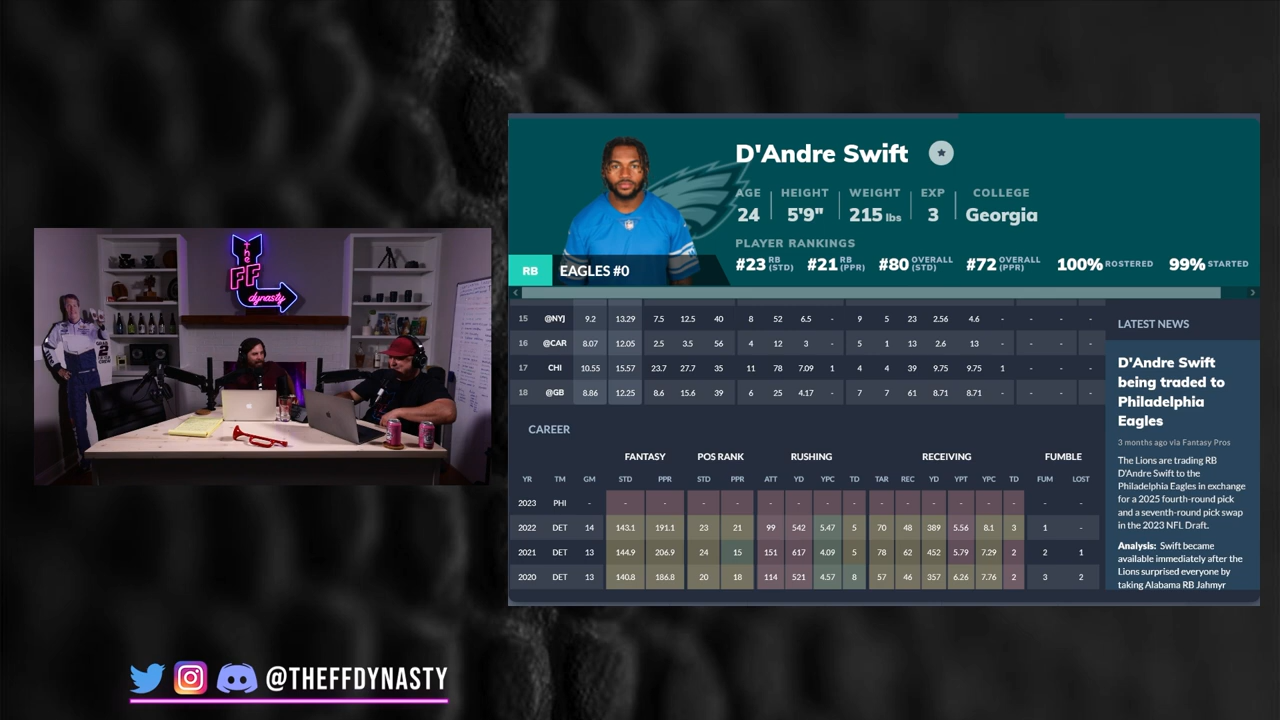 The
FF
dynasty
D'Andre Swift
AGE HEIGHT WEIGHT EXP COLLEGE
24 5'9" 215 lbs 3 Georgia
PLAYER RANKINGS
#23 RB (STD) #21 RB (PPR) #80 OVERALL (STD) #72 OVERALL (PPR) 100% ROSTERED 99% STARTED
RB EAGLES #0
15 @NYJ 9.2 13.29 7.5 12.5 40 8 52 6.5 - 9 5 23 2.56 4.6 - - - -
16 @CAR 8.07 12.05 2.5 3.5 56 4 12 3 - 5 1 13 2.6 13 - - - -
17 CHI 10.55 15.57 23.7 27.7 35 11 78 7.09 1 4 4 39 9.75 9.75 1 - - -
18 @GB 8.86 12.25 8.6 15.6 39 6 25 4.17 - 7 7 61 8.71 8.71 - - - -
CAREER
FANTASY POS RANK RUSHING RECEIVING FUMBLE
YR TM GM STD PPR STD PPR ATT YD YPC TD TAR REC YD YPT YPC TD FUM LOST
2023 PHI - - - - - - - - - - - - - - - - -
2022 DET 14 143.1 191.1 23 21 99 542 5.47 5 70 48 389 5.56 8.1 3 1 -
2021 DET 13 144.9 206.9 24 15 151 617 4.09 5 78 62 452 5.79 7.29 2 2 1
2020 DET 13 140.8 186.8 20 18 114 521 4.57 8 57 46 357 6.26 7.76 2 3 2
LATEST NEWS
D'Andre Swift
being traded to
Philadelphia
Eagles
3 months ago via Fantasy Pros
The Lions are trading RB
D'Andre Swift to the
Philadelphia Eagles in exchange
for a 2025 fourth-round pick
and a seventh-round pick swap
in the 2023 NFL Draft.
Analysis: Swift became
available immediately after the
Lions surprised everyone by
taking Alabama RB Jahmyr
@THEFFDYNASTY